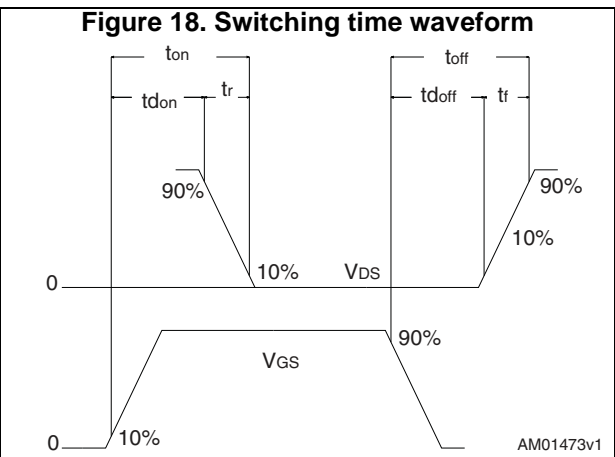 Figure 18. Switching time waveform
ton
toff
tdon
tr
tdoff
tf
90%
90%
10%
0
10%
VDS
90%
VGS
0
10%
AM01473v1